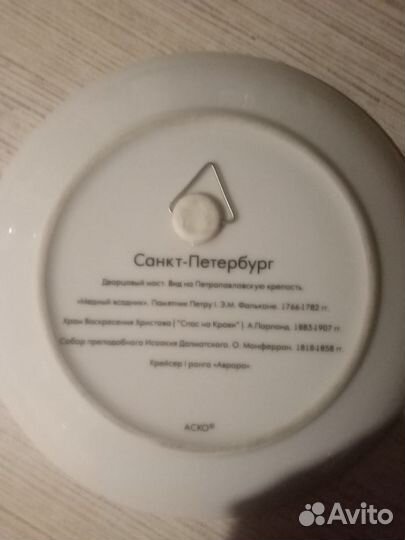 Санкт-Петербург
Дворцовый мост. Вид на Петропавловскую крепость.
«Медный всадник». Памятник Петру I. Э.М. Фальконе. 1766-1782 гг.
Храм Воскресения Христова ( "Спас на Крови" ). А.Парланд. 1883-1907 гг.
Собор преподобного Исаакия Далматского. О. Монферран. 1818-1858 гг.
Крейсер I ранга «Аврора».
АСКО®
Avito